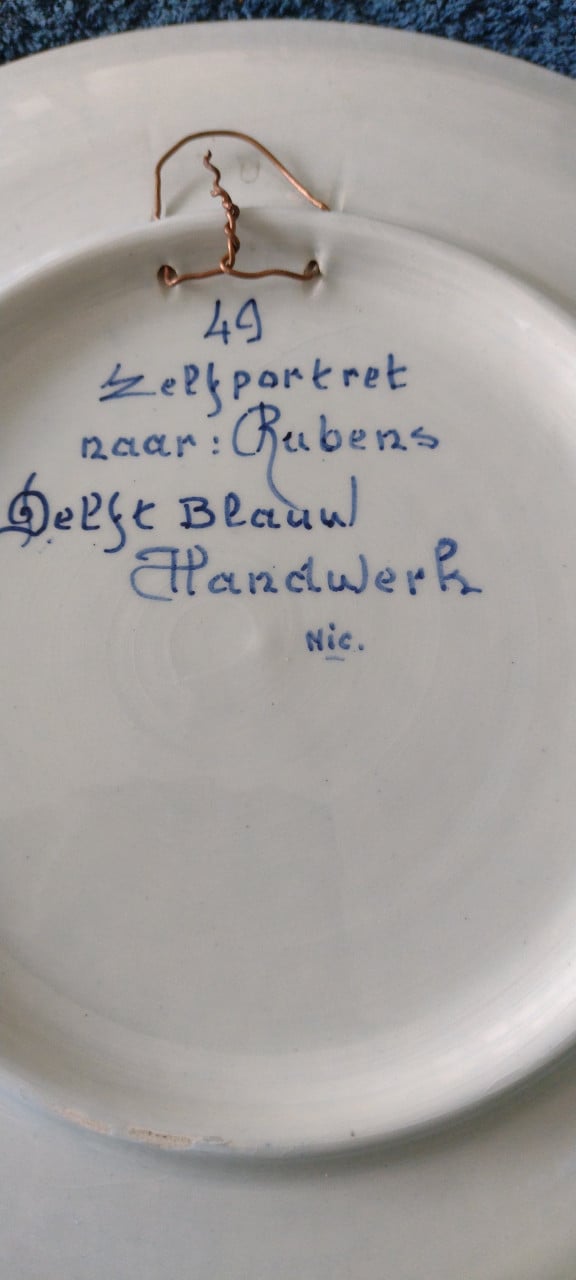 49
Zelfportret
naar: Rubens
Delft Blauw
Handwerk
Nic.